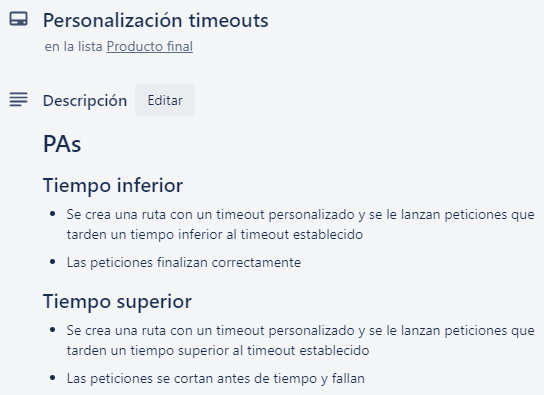 Personalización timeouts
en la lista Producto final
Descripción Editar
PAs
Tiempo inferior
• Se crea una ruta con un timeout personalizado y se le lanzan peticiones que
tarden un tiempo inferior al timeout establecido
• Las peticiones finalizan correctamente
Tiempo superior
• Se crea una ruta con un timeout personalizado y se le lanzan peticiones que
tarden un tiempo superior al timeout establecido
• Las peticiones se cortan antes de tiempo y fallan